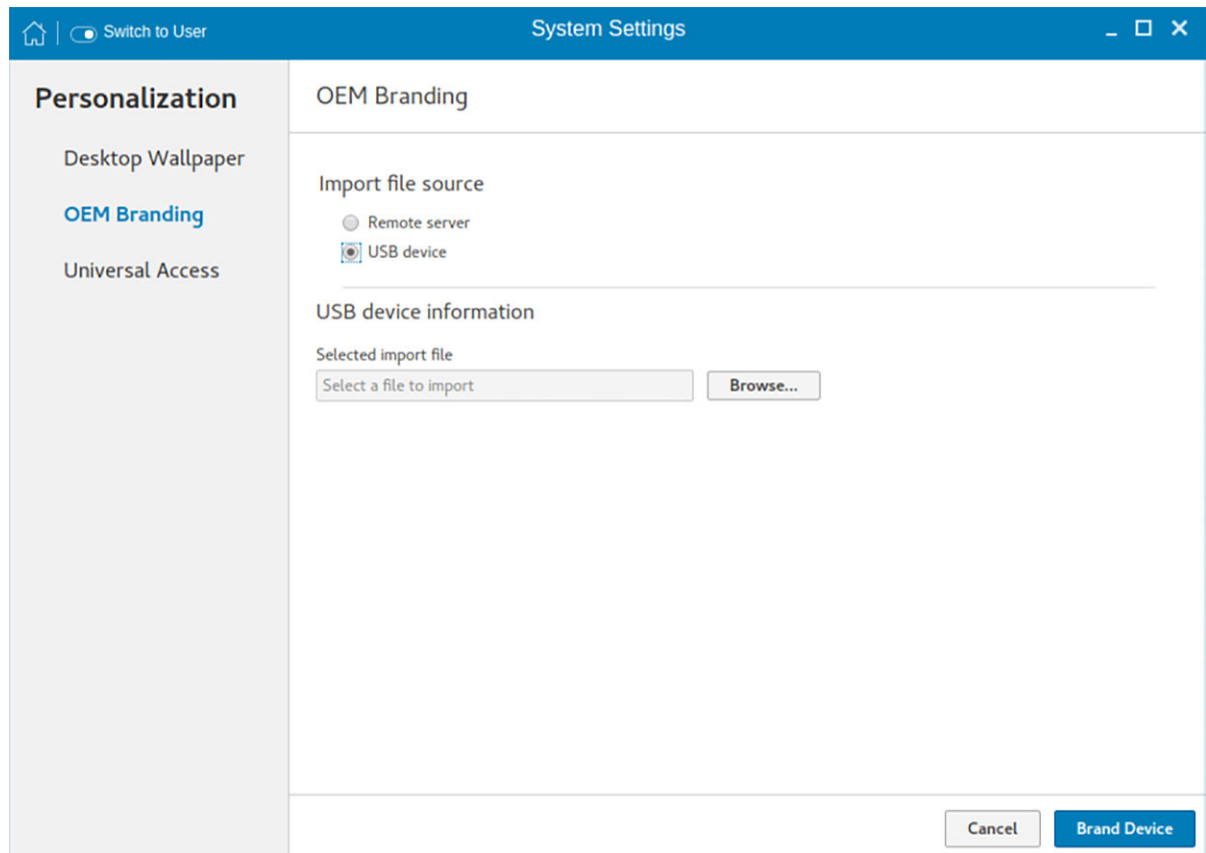 Switch to User
System Settings
Personalization
Desktop Wallpaper
OEM Branding
Universal Access
OEM Branding
Import file source
Remote server
USB device
USB device information
Selected import file
Select a file to import
Browse...
Cancel
Brand Device